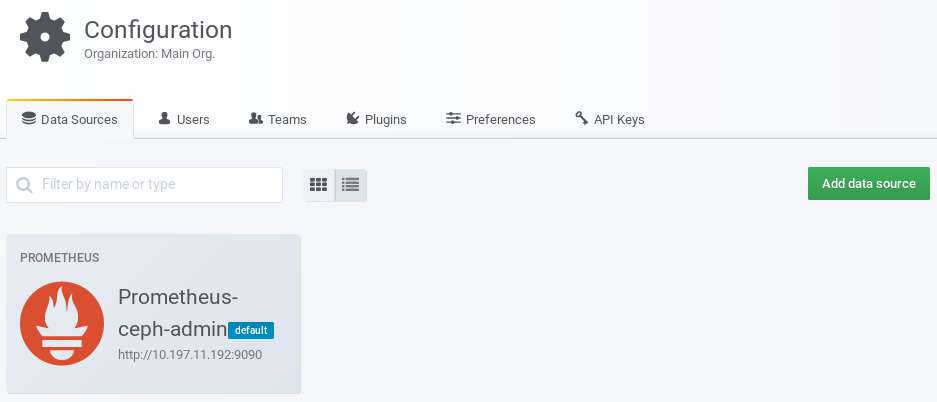 Configuration
Organization: Main Org.
Data Sources Users Teams Plugins Preferences API Keys
Filter by name or type
Add data source
PROMETHEUS
Prometheus-
ceph-admin default
http://10.197.11.192:9090